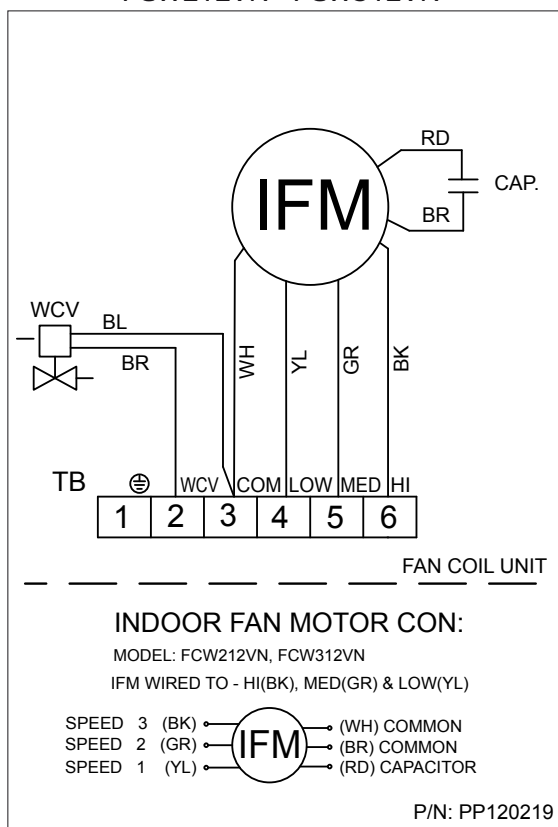 RD
IFM
CAP.
BR
WCV
BL
BR
WH
YL
GR
BK
TB WCV COM LOW MED HI
1 2 3 4 5 6
FAN COIL UNIT
INDOOR FAN MOTOR CON:
MODEL: FCW212VN, FCW312VN
IFM WIRED TO - HI(BK), MED(GR) & LOW(YL)
SPEED 3 (BK)
SPEED 2 (GR)
SPEED 1 (YL)
IFM
(WH) COMMON
(BR) COMMON
(RD) CAPACITOR
P/N: PP120219